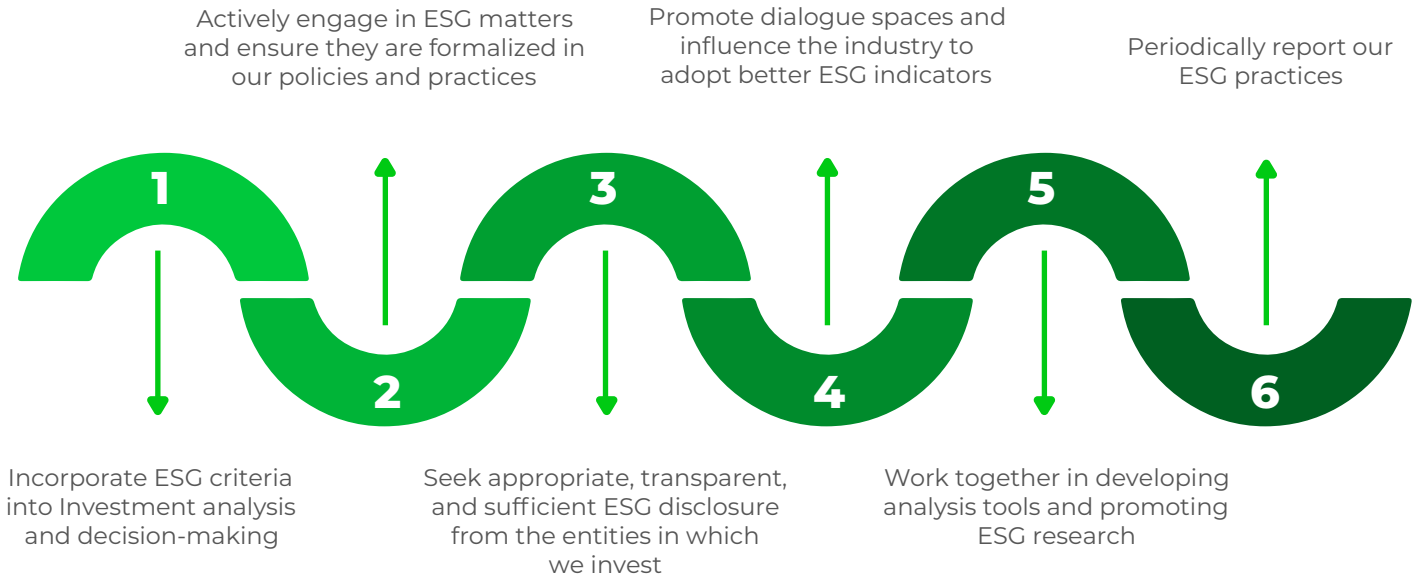 Actively engage in ESG matters
and ensure they are formalized in
our policies and practices
Promote dialogue spaces and
influence the industry to
adopt better ESG indicators
Periodically report our
ESG practices
1
3
5
2
4
6
Incorporate ESG criteria
into Investment analysis
and decision-making
Seek appropriate, transparent,
and sufficient ESG disclosure
from the entities in which
we invest
Work together in developing
analysis tools and promoting
ESG research